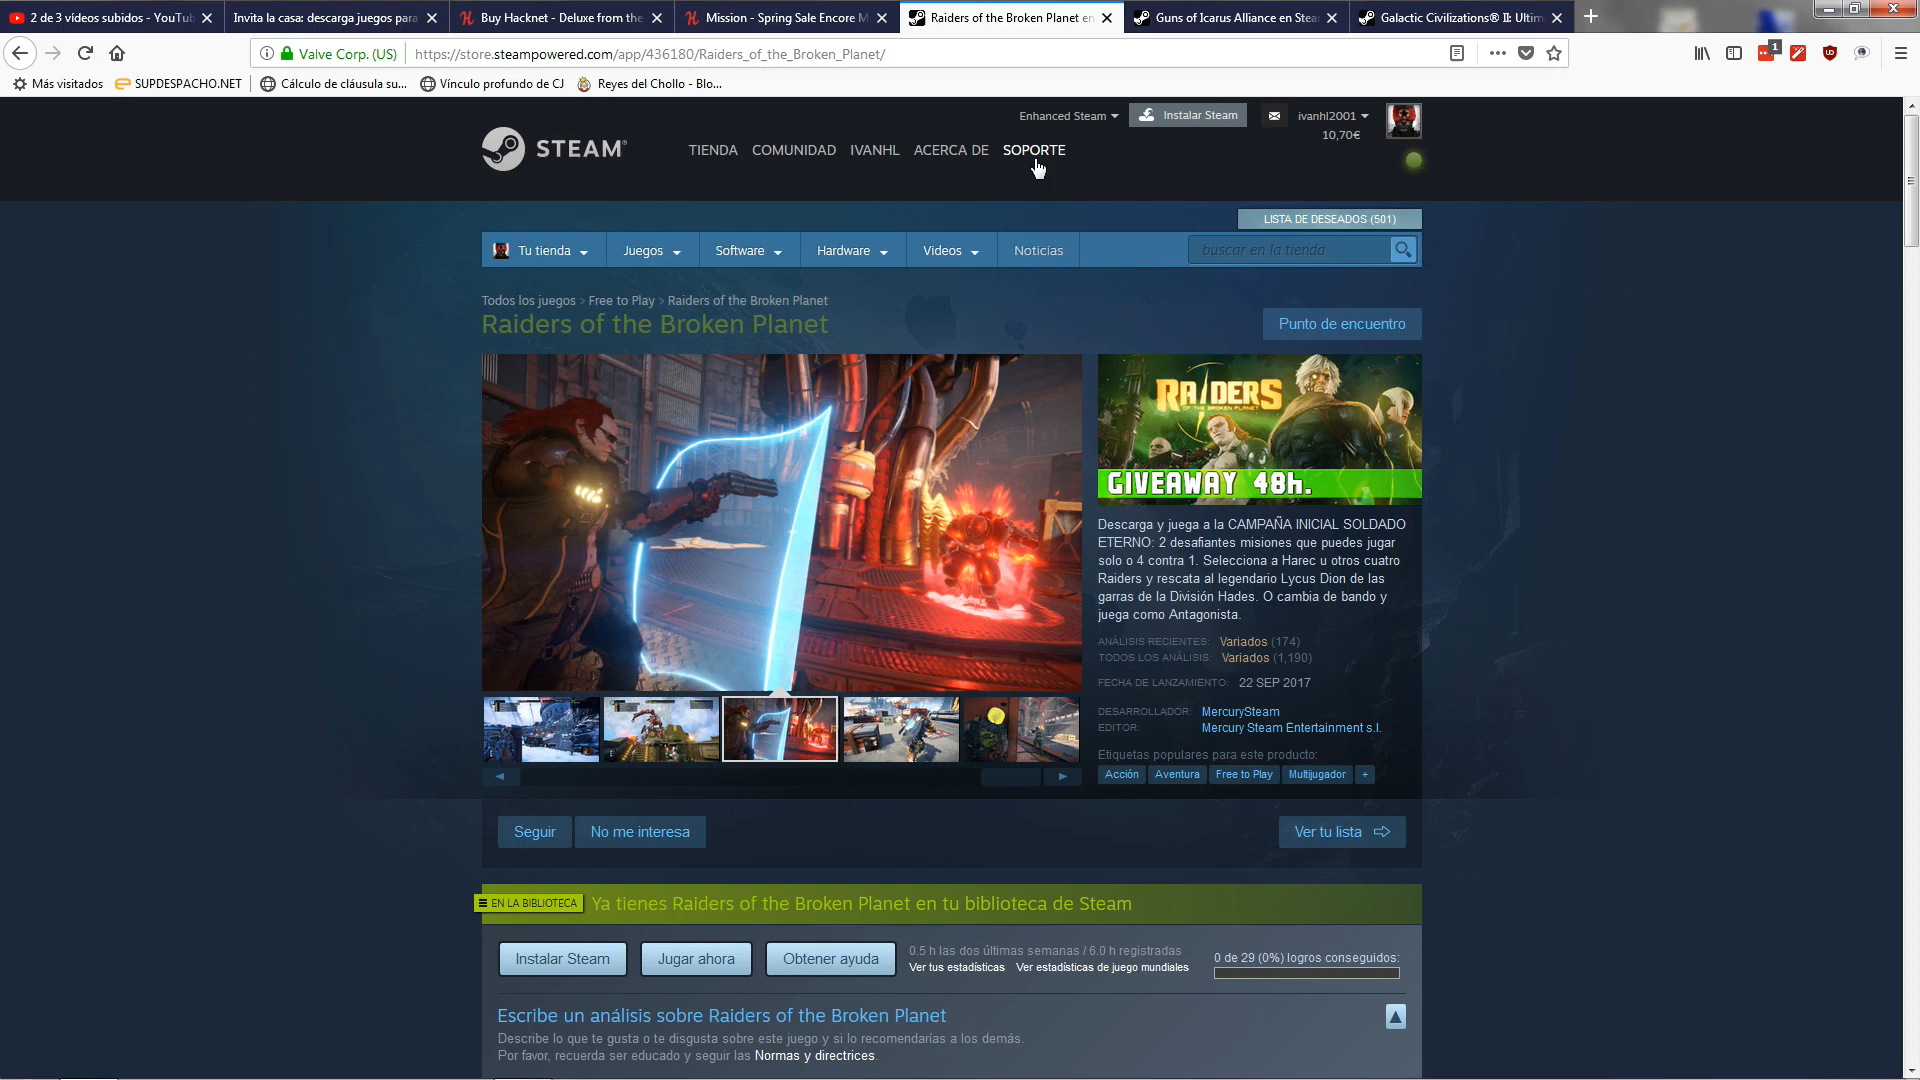 2 de 3 vídeos subidos - YouTub
Invita la casa: descarga juegos para
Buy Hacknet - Deluxe from the
Mission - Spring Sale Encore M
Raiders of the Broken Planet en
Guns of Icarus Alliance en Stea
Galactic Civilizations® II: Ultim
Valve Corp. (US)
https://store.steampowered.com/app/436180/Raiders_of_the_Broken_Planet/
1
Más visitados
SUPDESPACHO.NET
Cálculo de cláusula su...
Vínculo profundo de CJ
Reyes del Chollo - Blo...
Enhanced Steam
Instalar Steam
ivanhl2001
10,70€
STEAM
TIENDA COMUNIDAD IVANHL ACERCA DE SOPORTE
LISTA DE DESEADOS (501)
Tu tienda
Juegos
Software
Hardware
Videos
Noticias
buscar en la tienda
Todos los juegos > Free to Play > Raiders of the Broken Planet
Raiders of the Broken Planet
Punto de encuentro
RAIDERS
OF THE BROKEN PLANET
GIVEAWAY 48h.
Descarga y juega a la CAMPAÑA INICIAL SOLDADO
ETERNO: 2 desafiantes misiones que puedes jugar
solo o 4 contra 1. Selecciona a Harec u otros cuatro
Raiders y rescata al legendario Lycus Dion de las
garras de la División Hades. O cambia de bando y
juega como Antagonista.
ANÁLISIS RECIENTES: Variados (174)
TODOS LOS ANÁLISIS: Variados (1,190)
FECHA DE LANZAMIENTO: 22 SEP 2017
DESARROLLADOR: MercurySteam
EDITOR: Mercury Steam Entertainment s.l.
Etiquetas populares para este producto:
Acción Aventura Free to Play Multijugador +
Seguir
No me interesa
Ver tu lista
EN LA BIBLIOTECA
Ya tienes Raiders of the Broken Planet en tu biblioteca de Steam
Instalar Steam
Jugar ahora
Obtener ayuda
0.5 h las dos últimas semanas / 6.0 h registradas
Ver tus estadísticas Ver estadísticas de juego mundiales
0 de 29 (0%) logros conseguidos:
Escribe un análisis sobre Raiders of the Broken Planet
Describe lo que te gusta o te disgusta sobre este juego y si lo recomendarías a los demás.
Por favor, recuerda ser educado y seguir las Normas y directrices.